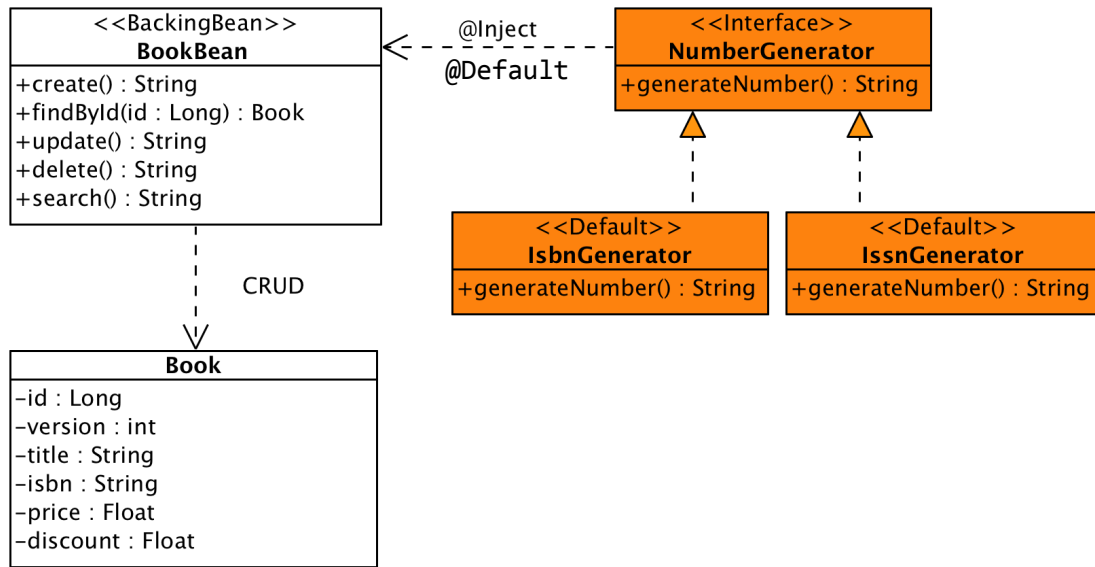 <<BackingBean>>
BookBean
+create() : String
+findById(id : Long) : Book
+update() : String
+delete() : String
+search() : String
@Inject
@Default
<<Interface>>
NumberGenerator
+generateNumber() : String
<<Default>>
IsbnGenerator
+generateNumber() : String
<<Default>>
IssnGenerator
+generateNumber() : String
CRUD
Book
-id : Long
-version : int
-title : String
-isbn : String
-price : Float
-discount : Float